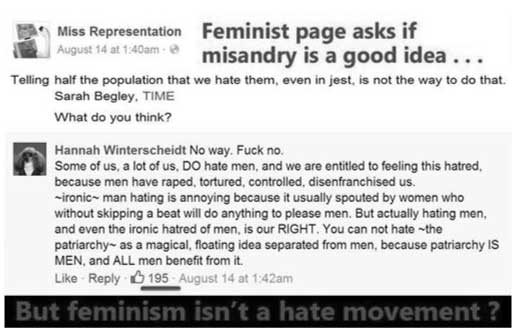 Miss Representation
August 14 at 1:40am
Feminist page asks if
misandry is a good idea . . .
Telling half the population that we hate them, even in jest, is not the way to do that.
Sarah Begley, TIME
What do you think?
Hannah Winterscheidt No way. Fuck no.
Some of us, a lot of us, DO hate men, and we are entitled to feeling this hatred,
because men have raped, tortured, controlled, disenfranchised us.
~ironic~ man hating is annoying because it usually spouted by women who
without skipping a beat will do anything to please men. But actually hating men,
and even the ironic hatred of men, is our RIGHT. You can not hate ~the
patriarchy~ as a magical, floating idea separated from men, because patriarchy IS
MEN, and ALL men benefit from it.
Like · Reply · 195 · August 14 at 1:42am
But feminism isn't a hate movement ?